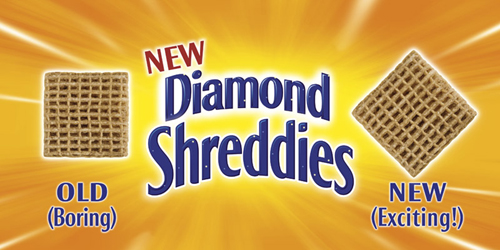 NEW
Diamond
Shreddies
OLD
(Boring)
NEW
(Exciting!)